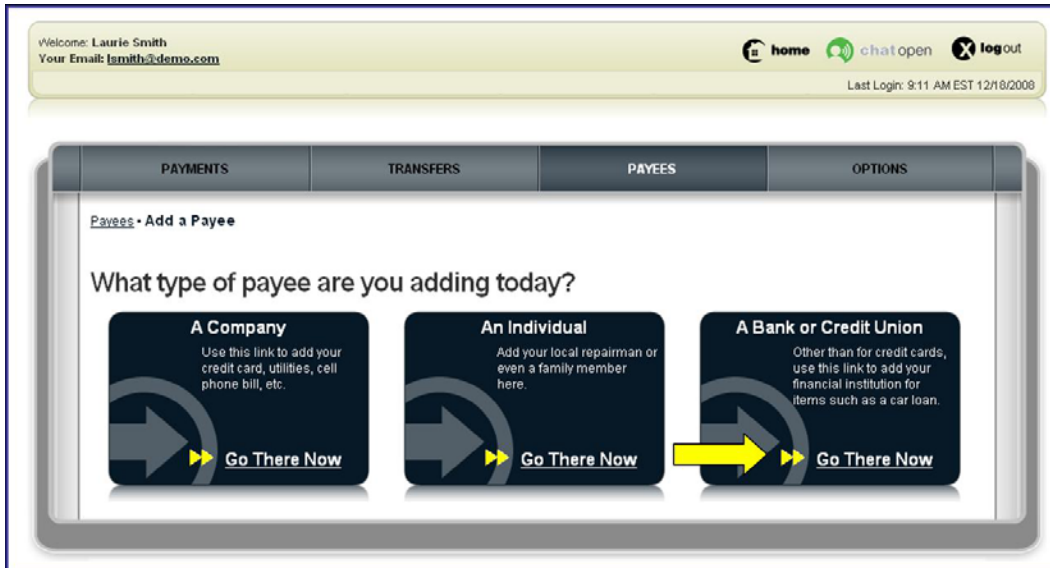 Welcome: Laurie Smith
Your Email: lsmith@demo.com
home chatopen logout
Last Login: 9:11 AM EST 12/18/2008
PAYMENTS TRANSFERS PAYEES OPTIONS
Payees • Add a Payee
What type of payee are you adding today?
A Company
Use this link to add your
credit card, utilities, cell
phone bill, etc.
Go There Now
An Individual
Add your local repairman or
even a family member
here.
Go There Now
A Bank or Credit Union
Other than for credit cards,
use this link to add your
financial institution for
items such as a car loan.
Go There Now